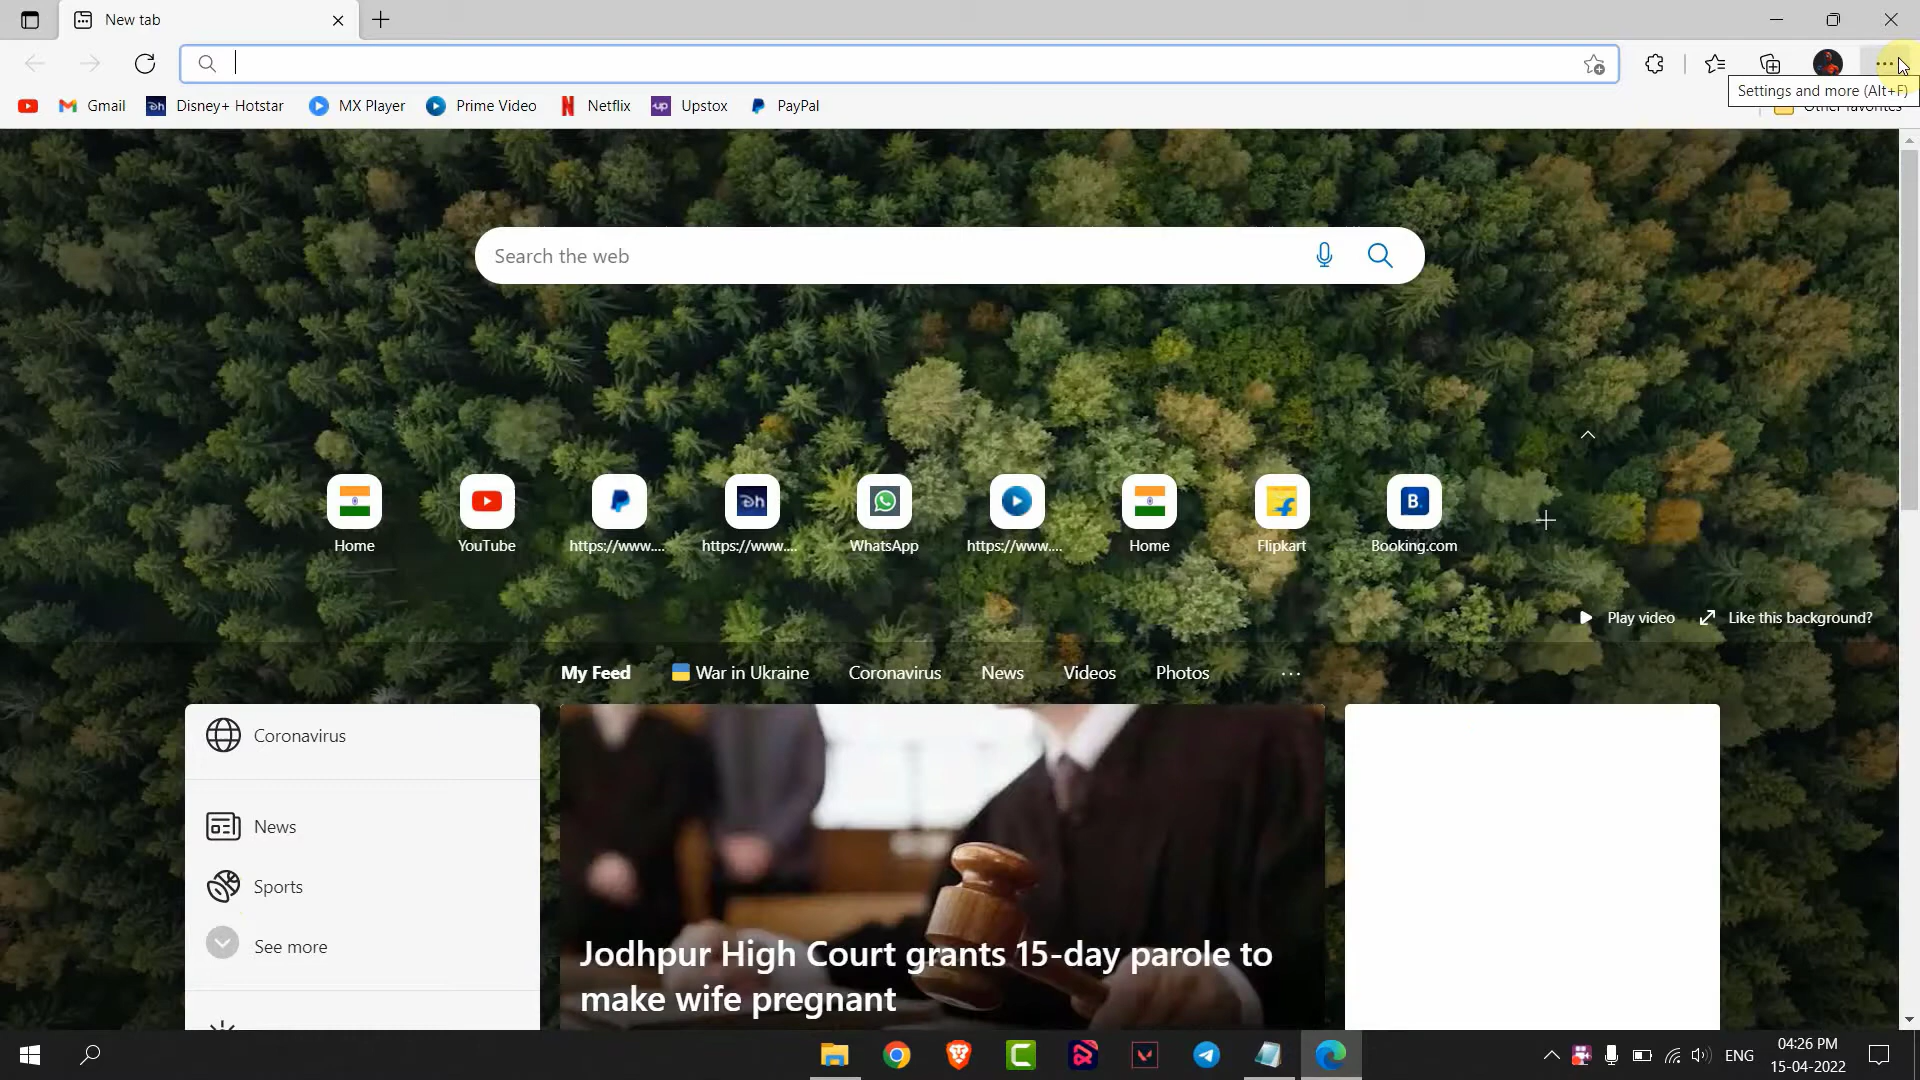 New tab
Settings and more (Alt+F)
Gmail
Disney+ Hotstar
MX Player
Prime Video
Netflix
up Upstox
PayPal
Other favorites
Search the web
Home
YouTube
https://www....
https://www....
WhatsApp
https://www....
Home
Flipkart
B.
Booking.com
Play video
Like this background?
My Feed
War in Ukraine
Coronavirus
News
Videos
Photos
Coronavirus
News
Sports
See more
Jodhpur High Court grants 15-day parole to
make wife pregnant
ENG
04:26 PM
15-04-2022